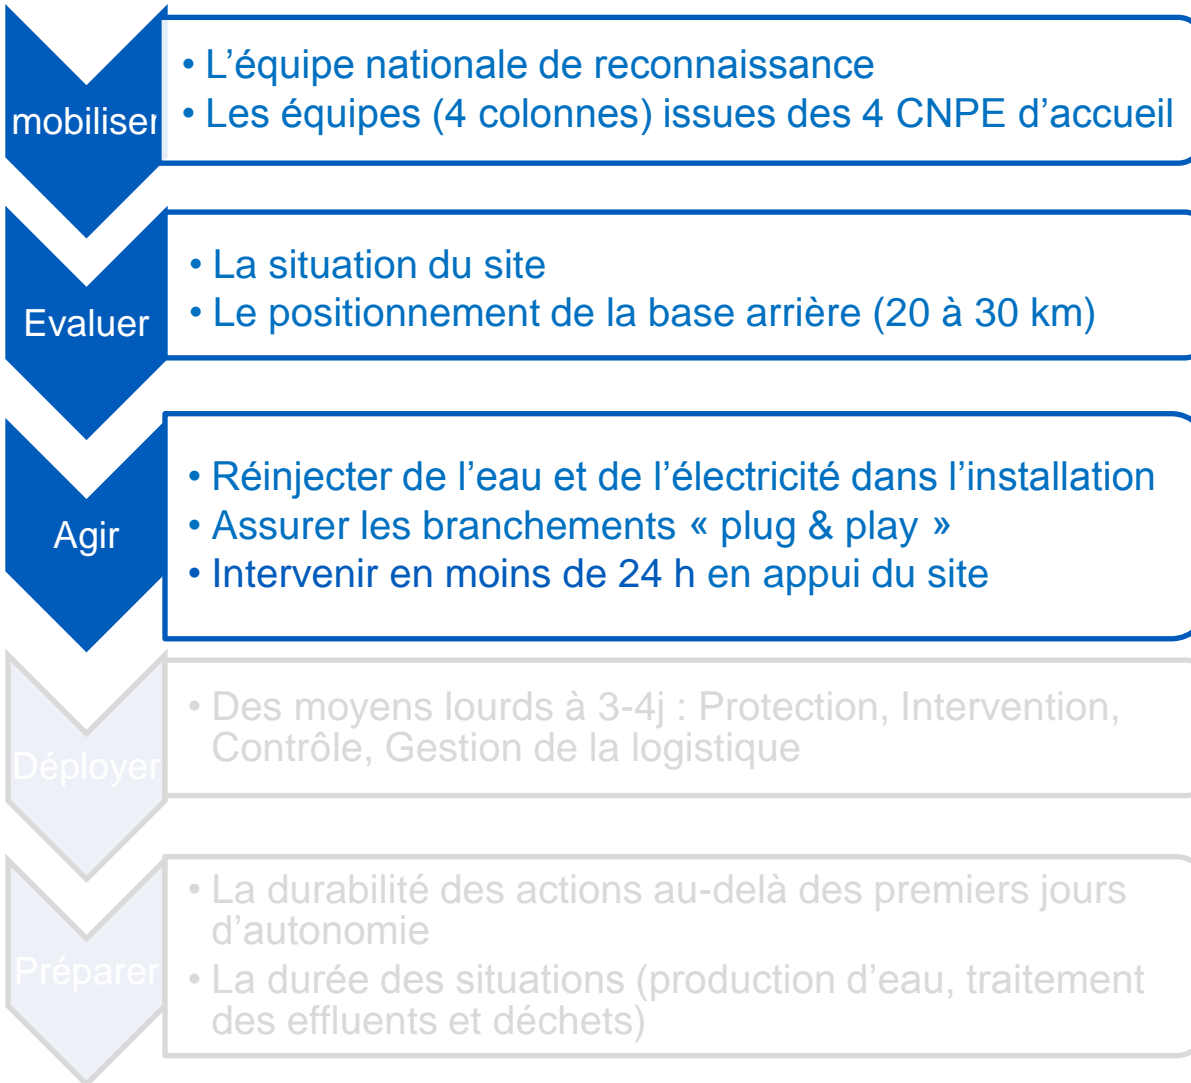 mobiliser
• L’équipe nationale de reconnaissance
• Les équipes (4 colonnes) issues des 4 CNPE d’accueil
Evaluer
• La situation du site
• Le positionnement de la base arrière (20 à 30 km)
Agir
• Réinjecter de l’eau et de l’électricité dans l’installation
• Assurer les branchements « plug & play »
• Intervenir en moins de 24 h en appui du site
Déployer
• Des moyens lourds à 3-4j : Protection, Intervention,
Contrôle, Gestion de la logistique
Préparer
• La durabilité des actions au-delà des premiers jours
d’autonomie
• La durée des situations (production d’eau, traitement
des effluents et déchets)